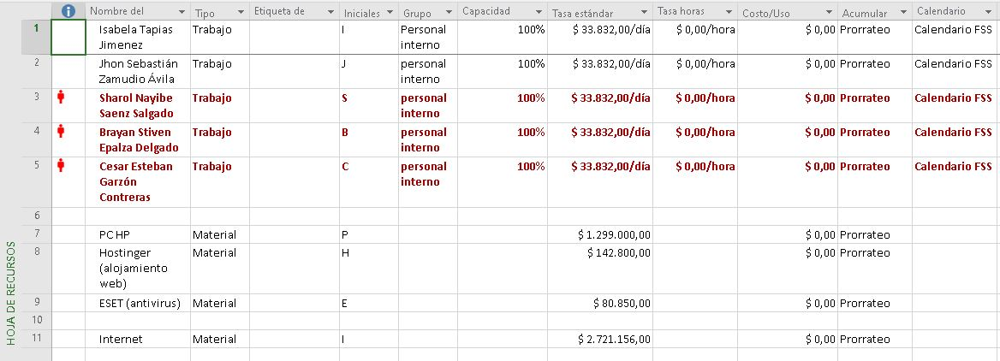 Nombre del Tipo Etiqueta de Iniciales Grupo Capacidad Tasa estándar Tasa horas Costo/Uso Acumular Calendario
1 Isabela Tapias Trabajo I Personal 100% $ 33.832,00/día $ 0,00/hora $ 0,00 Prorrateo Calendario FSS
Jimenez interno
2 Jhon Sebastián Trabajo J personal 100% $ 33.832,00/día $ 0,00/hora $ 0,00 Prorrateo Calendario FSS
Zamudio Ávila interno
3 Sharol Nayibe Trabajo S personal 100% $ 33.832,00/día $ 0,00/hora $ 0,00 Prorrateo Calendario FSS
Saenz Salgado interno
4 Brayan Stiven Trabajo B personal 100% $ 33.832,00/día $ 0,00/hora $ 0,00 Prorrateo Calendario FSS
Epalza Delgado interno
5 Cesar Esteban Trabajo C personal 100% $ 33.832,00/día $ 0,00/hora $ 0,00 Prorrateo Calendario FSS
Garzón interno
Contreras
6
7 PC HP Material P $ 1.299.000,00 $ 0,00 Prorrateo
8 Hostinger Material H $ 142.800,00 $ 0,00 Prorrateo
(alojamiento
web)
9 ESET (antivirus) Material E $ 80.850,00 $ 0,00 Prorrateo
10
11 Internet Material I $ 2.721.156,00 $ 0,00 Prorrateo
HOJA DE RECURSOS